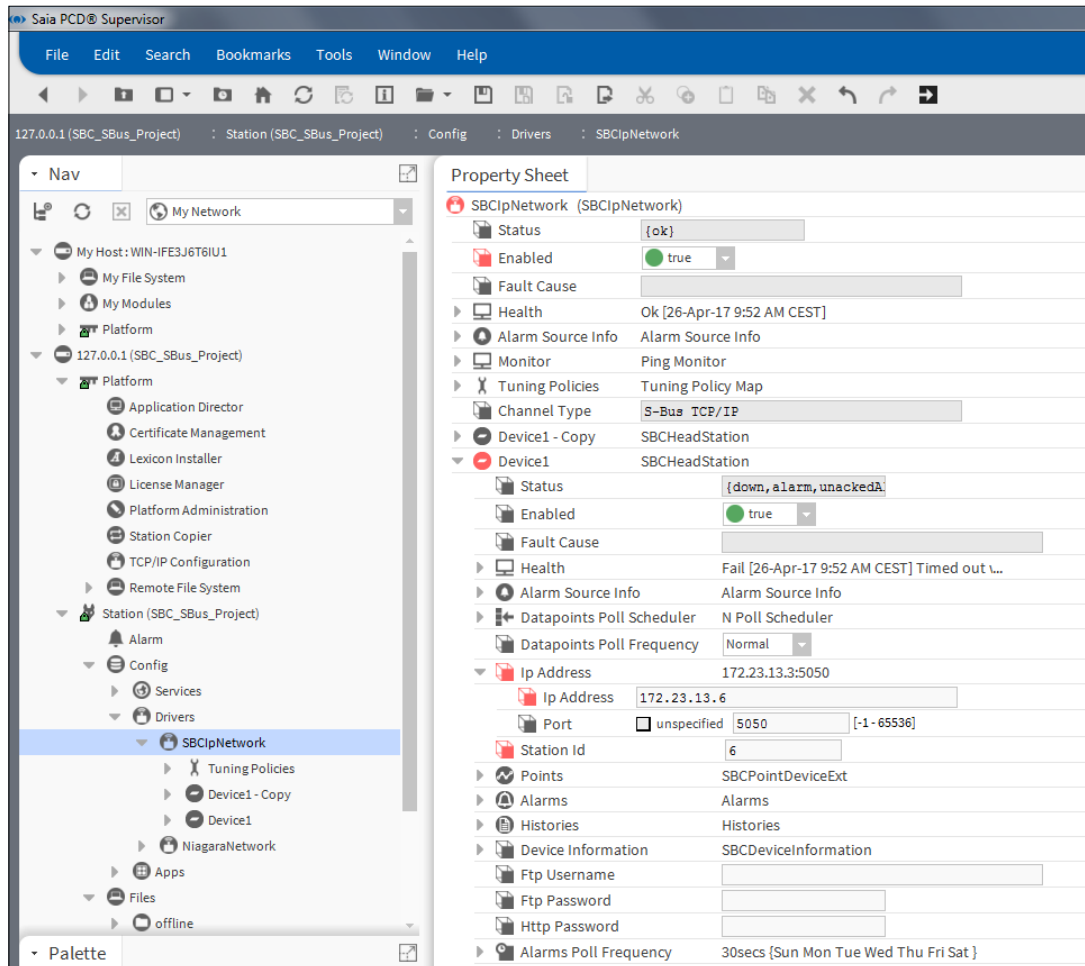 Saia PCD® Supervisor
File Edit Search Bookmarks Tools Window Help
127.0.0.1 (SBC_SBus_Project) : Station (SBC_SBus_Project) : Config : Drivers : SBCIpNetwork
Nav
My Network
My Host : WIN-IFE3J6T6IU1
My File System
My Modules
Platform
127.0.0.1 (SBC_SBus_Project)
Platform
Application Director
Certificate Management
Lexicon Installer
License Manager
Platform Administration
Station Copier
TCP/IP Configuration
Remote File System
Station (SBC_SBus_Project)
Alarm
Config
Services
Drivers
SBCIpNetwork
Tuning Policies
Device1 - Copy
Device1
NiagaraNetwork
Apps
Files
offline
Palette
Property Sheet
SBCIpNetwork (SBCIpNetwork)
Status {ok}
Enabled true
Fault Cause
Health Ok [26-Apr-17 9:52 AM CEST]
Alarm Source Info Alarm Source Info
Monitor Ping Monitor
Tuning Policies Tuning Policy Map
Channel Type S-Bus TCP/IP
Device1 - Copy SBCHeadStation
Device1 SBCHeadStation
Status {down,alarm,unackedA
Enabled true
Fault Cause
Health Fail [26-Apr-17 9:52 AM CEST] Timed out \...
Alarm Source Info Alarm Source Info
Datapoints Poll Scheduler N Poll Scheduler
Datapoints Poll Frequency Normal
Ip Address 172.23.13.3:5050
Ip Address 172.23.13.6
Port unspecified 5050 [-1 - 65536]
Station Id 6
Points SBCPointDeviceExt
Alarms Alarms
Histories Histories
Device Information SBCDeviceInformation
Ftp Username
Ftp Password
Http Password
Alarms Poll Frequency 30secs {Sun Mon Tue Wed Thu Fri Sat }